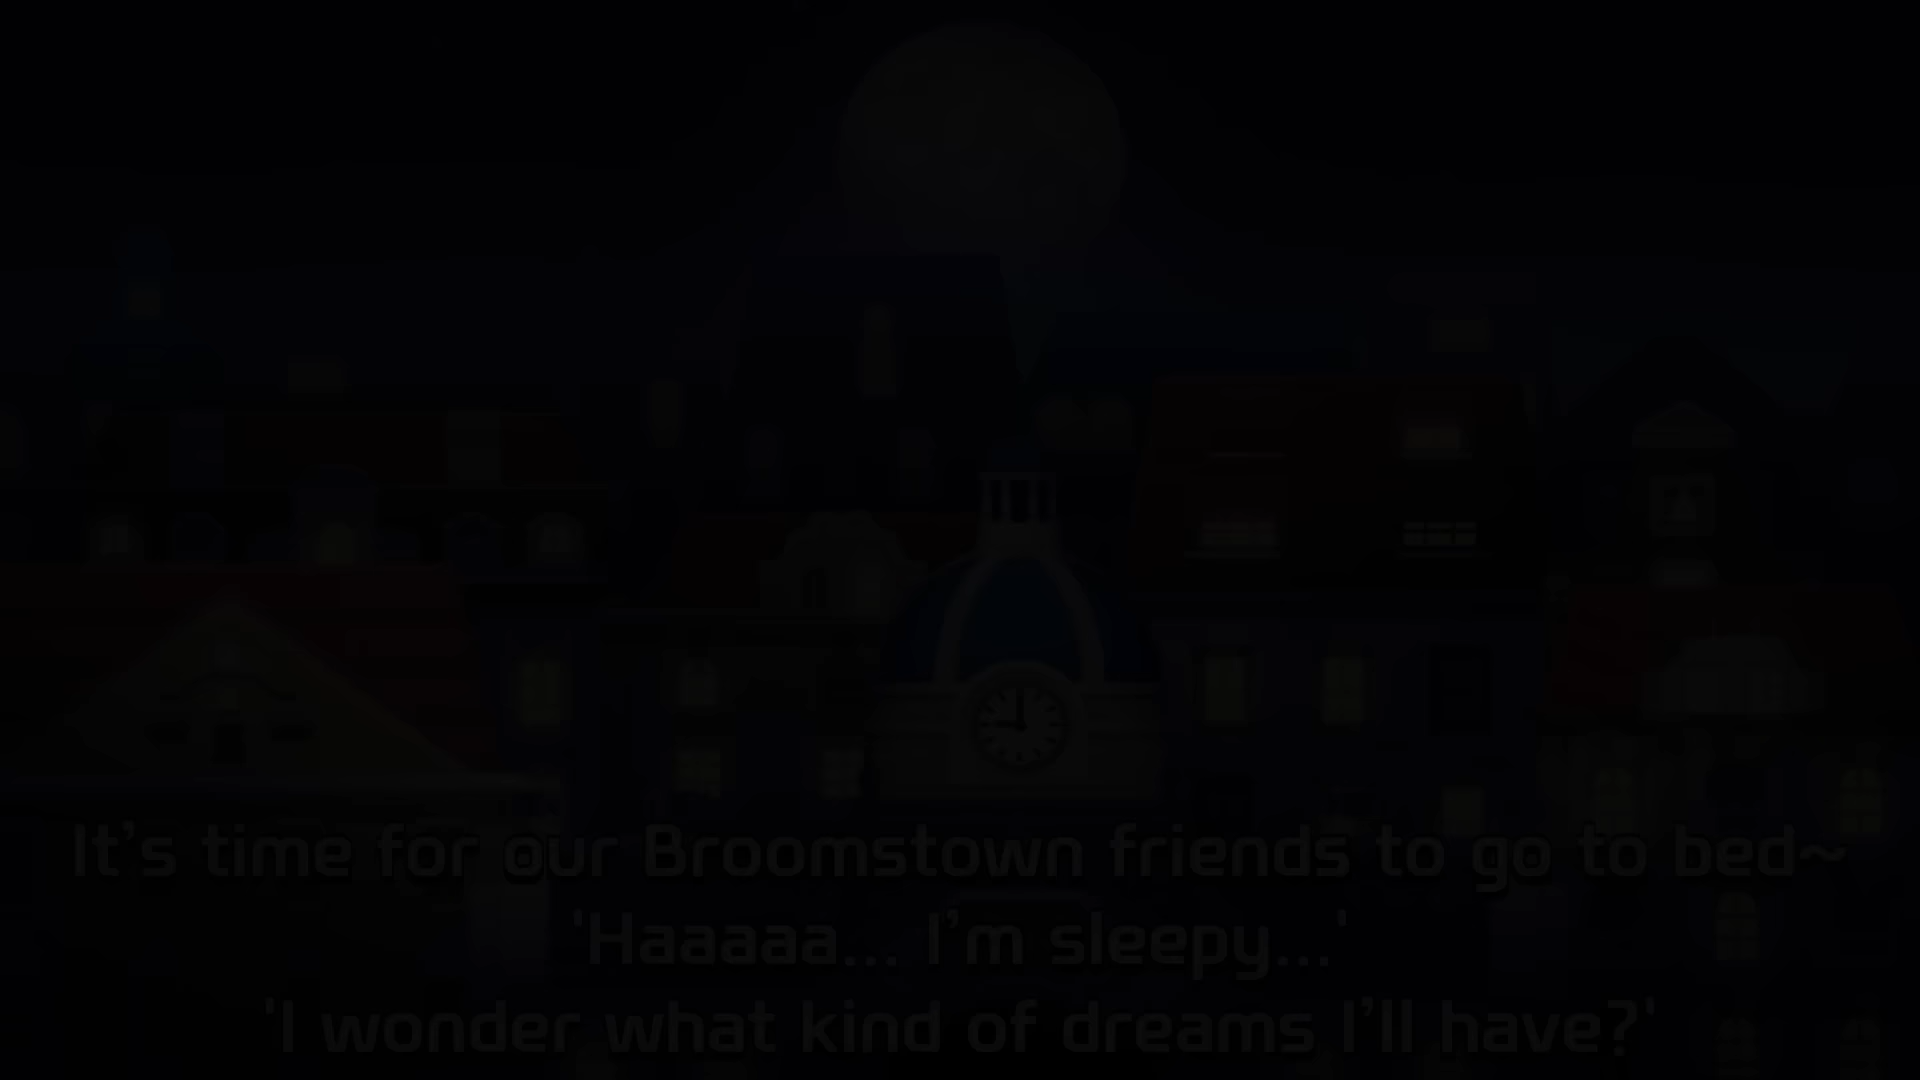 It's time for our Broomstown friends to go to bed~
'Haaaaa... I'm sleepy...'
'I wonder what kind of dreams I'll have?'